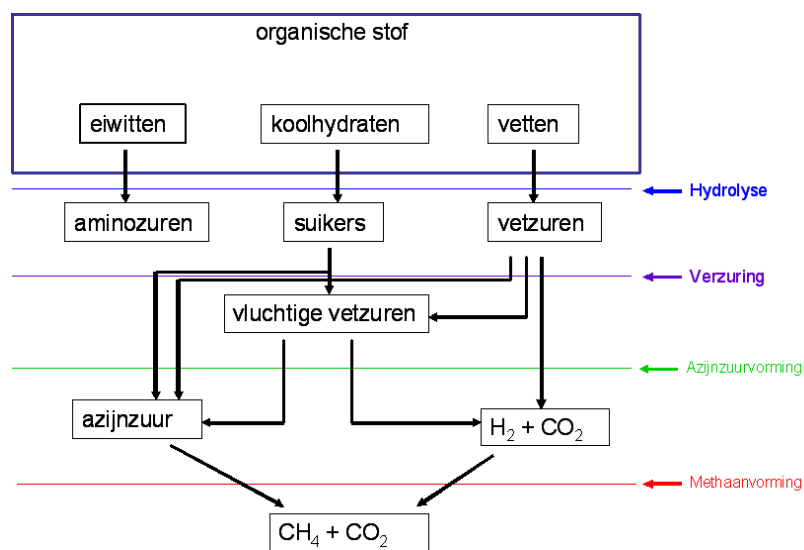 organische stof
eiwitten
koolhydraten
vetten
Hydrolyse
aminozuren
suikers
vetzuren
Verzuring
vluchtige vetzuren
Azijnzuurvorming
azijnzuur
H₂ + CO₂
Methaanvorming
CH₄ + CO₂